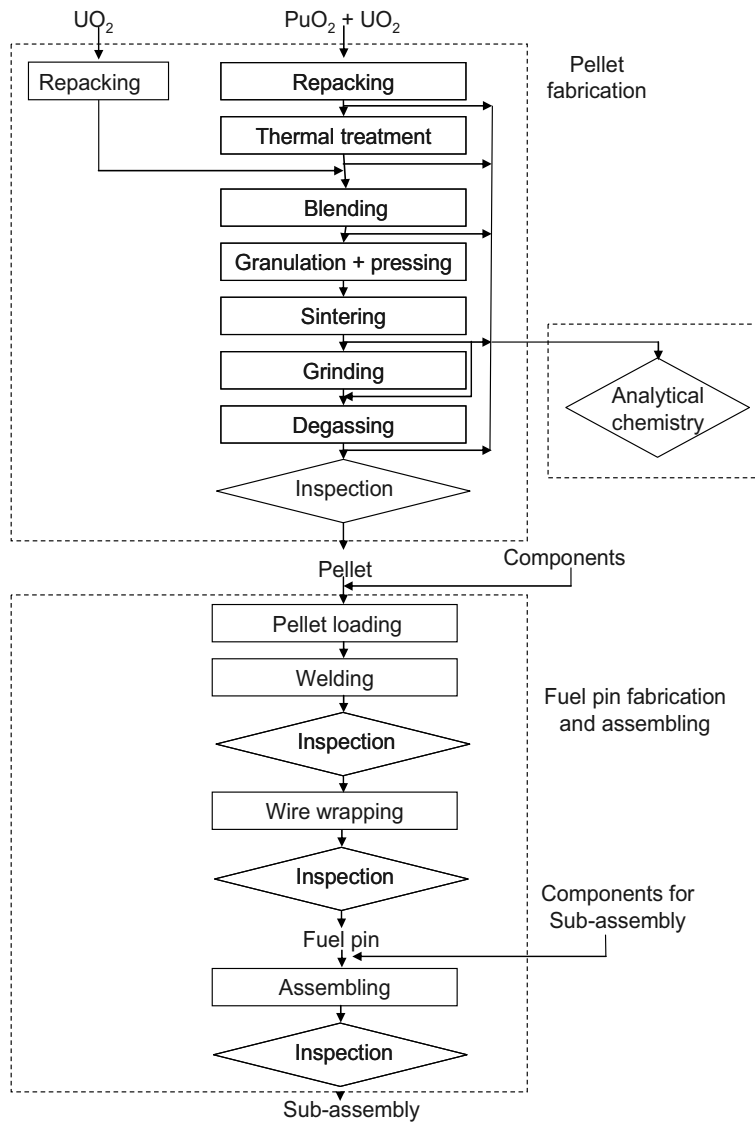 UO₂
PuO₂ + UO₂
Repacking
Repacking
Pellet
fabrication
Thermal treatment
Blending
Granulation + pressing
Sintering
Grinding
Analytical
chemistry
Degassing
Inspection
Pellet
Components
Pellet loading
Welding
Fuel pin fabrication
and assembling
Inspection
Wire wrapping
Inspection
Components for
Sub-assembly
Fuel pin
Assembling
Inspection
Sub-assembly